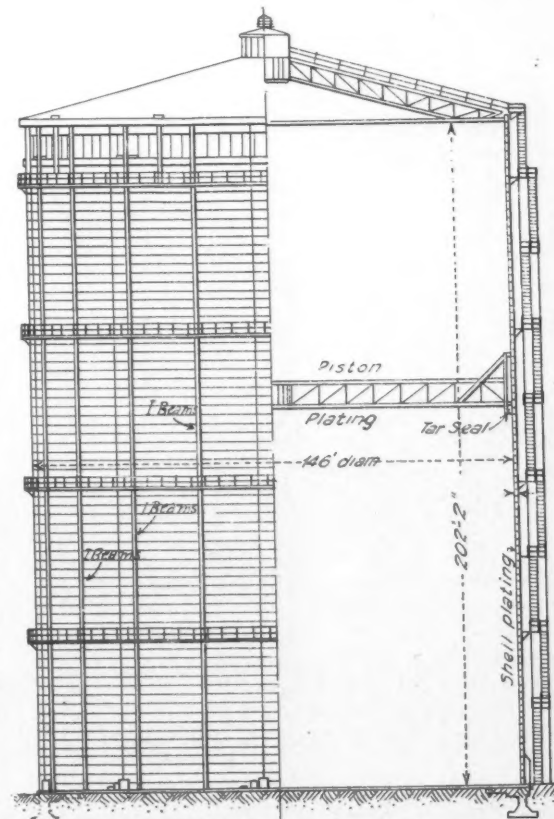 Piston
Plating
I Beams
Tar Seal
146' diam
I Beams
I Beams
202'-2"
Shell plating